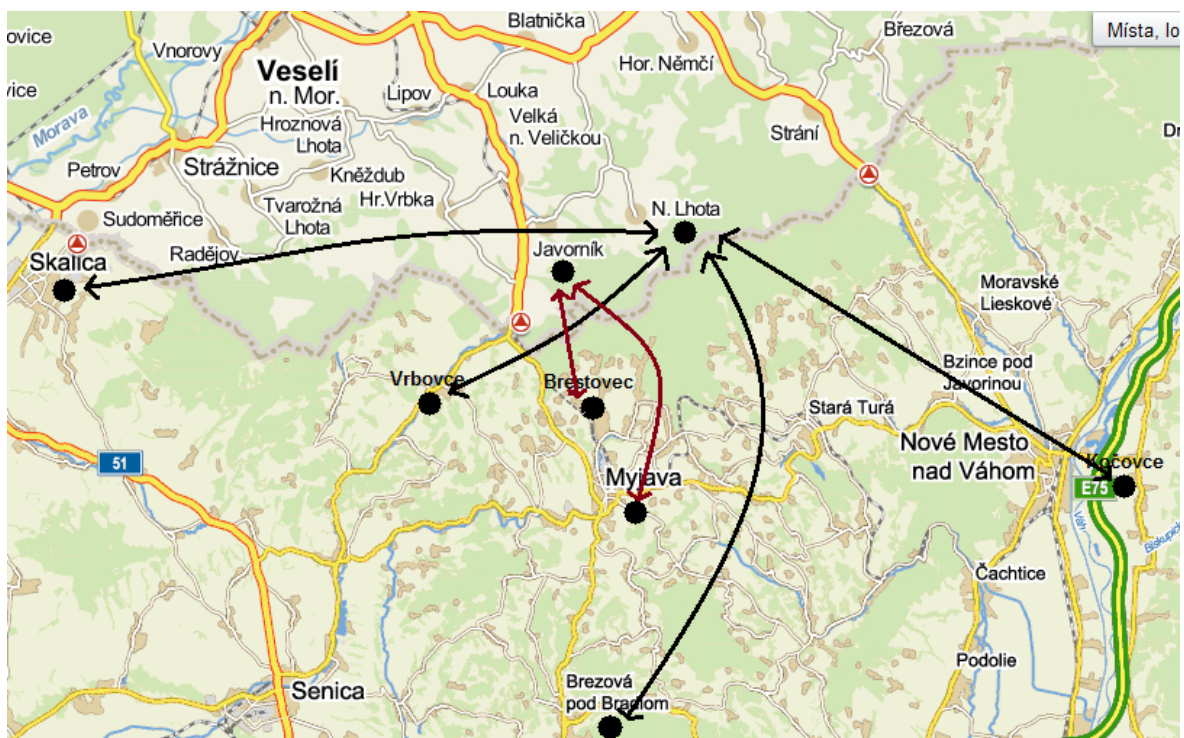 ovice
Vnorovy
Blatnička
Březová
Místa, lo
Hor. Němčí
Veselí
n. Mor.
vice
Lipov
Louka
Morava
Hroznová
Lhota
Velká
n. Veličkou
Strání
Petrov
Strážnice
Kněždub
Hr.Vrbka
Sudoměřice
Tvarožná
Lhota
N. Lhota
Radějov
Javorník
Skalica
Moravské
Lieskové
Vrbovce
Brestovec
Bzince pod
Javorinou
Stará Turá
Nové Mesto
nad Váhom
51
Myjava
Kočovce
E75
Váh
Biskupic
Čachtice
Podolie
Senica
Brezová
pod Bradlom